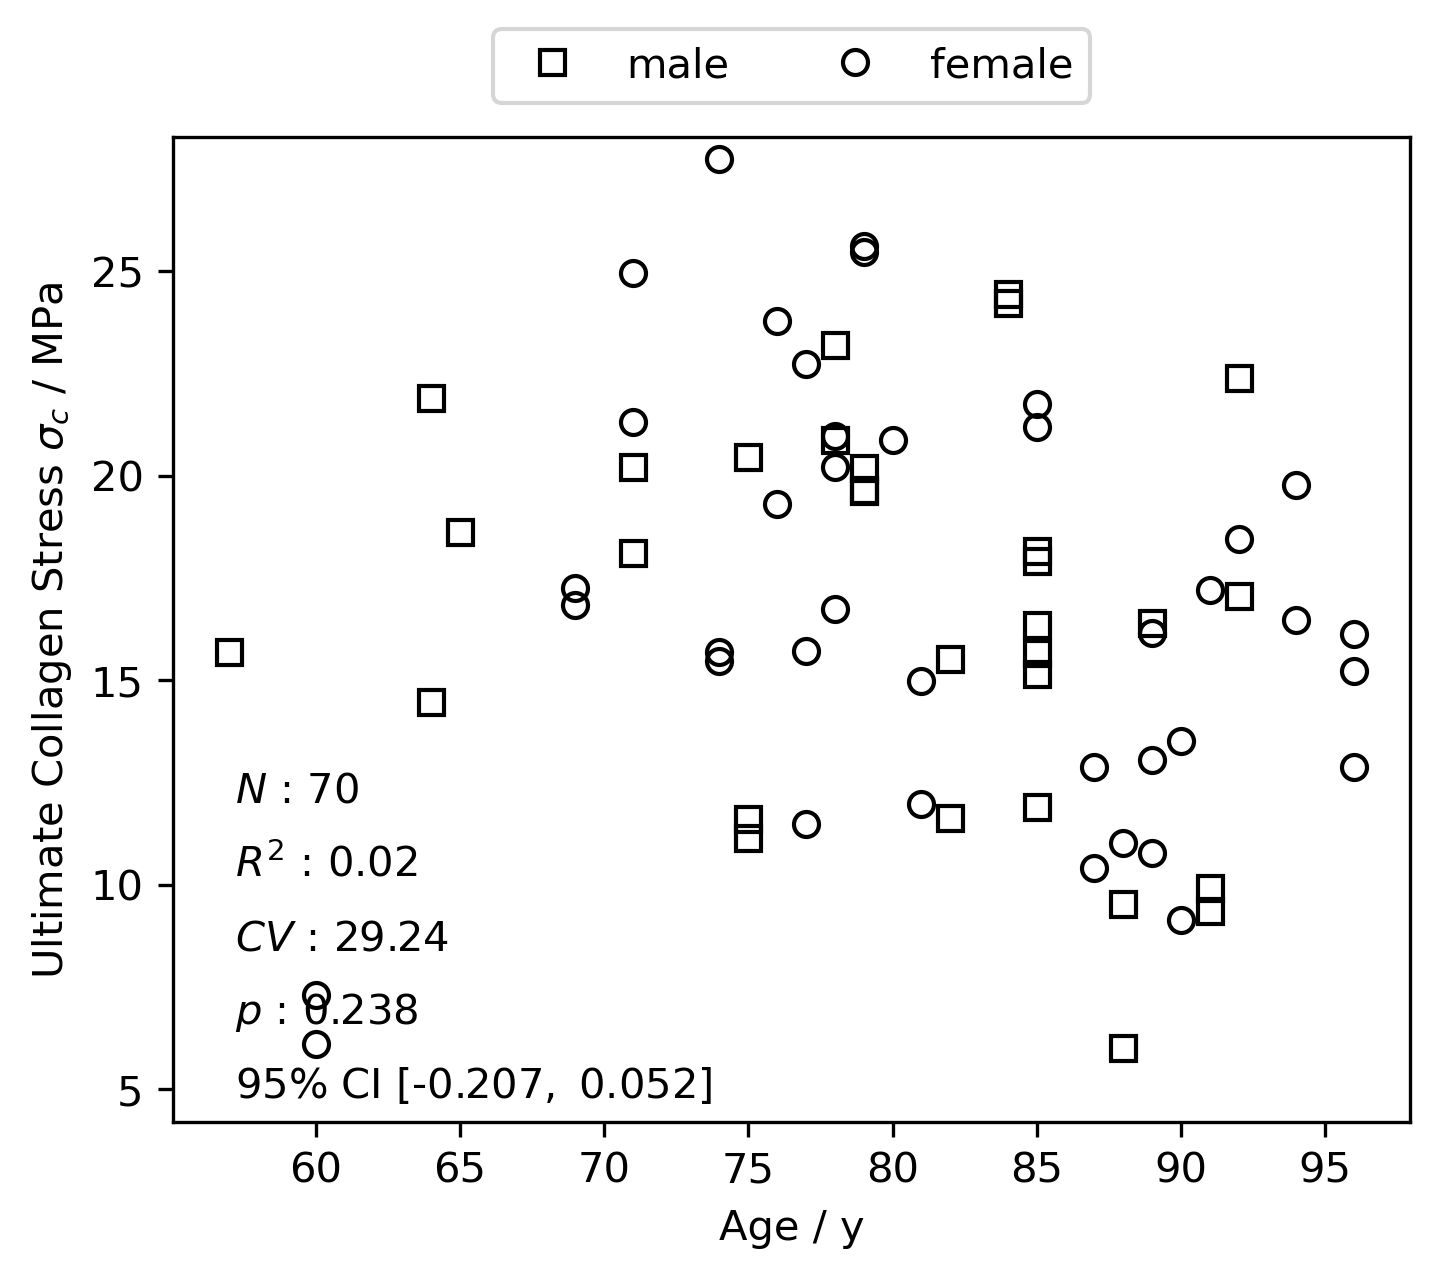 male female
Ultimate Collagen Stress σc / MPa
25
20
15
10
5
N : 70
R² : 0.02
CV : 29.24
p : 0.238
95% CI [-0.207, 0.052]
60 65 70 75 80 85 90 95
Age / y